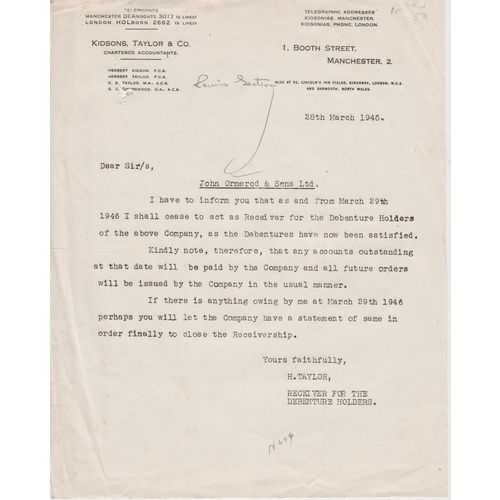 TELEPHONES
MANCHESTER DEANSGATE 3017 (2 LINES)
LONDON HOLBORN 2662 (3 LINES)
KIDSONS, TAYLOR & CO.
CHARTERED ACCOUNTANTS.
HERBERT KIDSON, F.C.A.
HERBERT TAYLOR, F.C.A.
TAYLOR, M.A., A.C.A.
GREENWOOD, M.A., A.C.A.
TELEGRAPHIC ADDRESSES
KIDSONIAS, MANCHESTER.
KIDSONIAS, PHONE, LONDON.
1, BOOTH STREET,
MANCHESTER, 2.
ALSO AT LINCOLN'S INN FIELDS, KINGSWAY, LONDON, W.C.2.
AND BARMOUTH, NORTH WALES.
Section
28th March 1946.
Dear Sir/s,
John Ormerod & Sons Ltd.
I have to inform you that as and from March 29th
1946 I shall cease to act as Receiver for the Debenture Holders
of the above Company, as the Debentures have now been satisfied.
Kindly note, therefore, that any accounts outstanding
at that date will be paid by the Company and all future orders
will be issued by the Company in the usual manner.
If there is anything owing by me at March 29th 1946
perhaps you will let the Company have a statement of same in
order finally to close the Receivership.
Yours faithfully,
H.TAYLOR,
RECEIVER FOR THE
DEBENTURE HOLDERS.